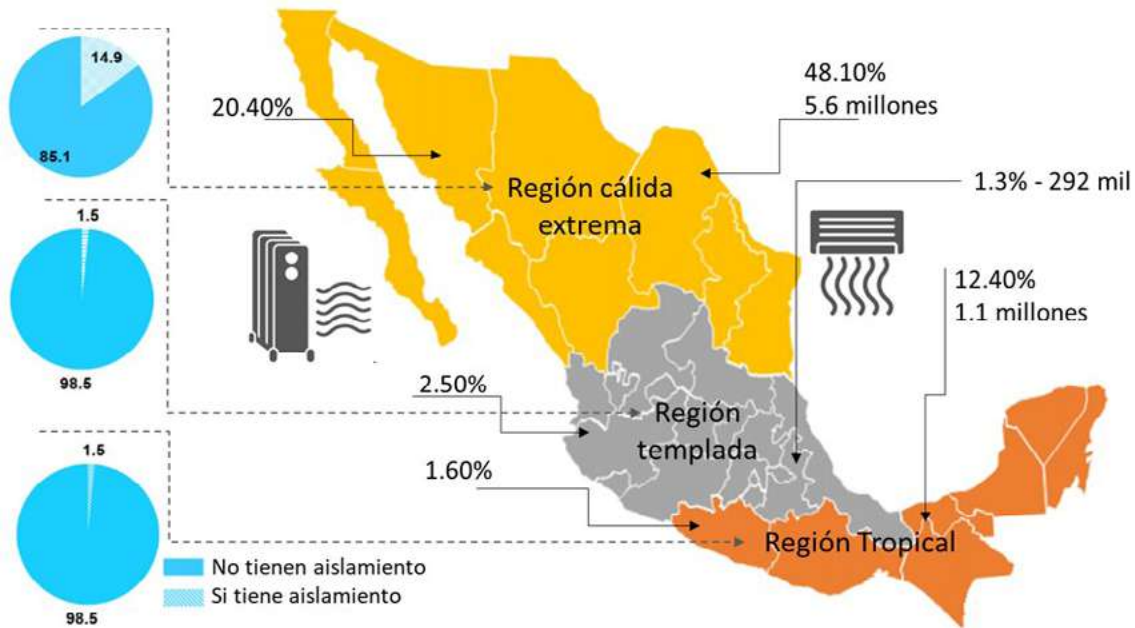 14.9
85.1
20.40%
48.10%
5.6 millones
Región cálida
extrema
1.3% - 292 mil
1.5
98.5
12.40%
1.1 millones
2.50%
Región
templada
1.60%
1.5
98.5
Región Tropical
No tienen aislamiento
Si tiene aislamiento